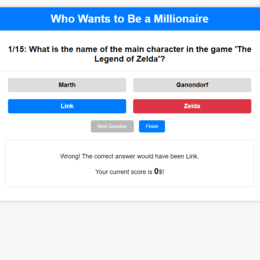 Who Wants to Be a Millionaire
1/15: What is the name of the main character in the game 'The
Legend of Zelda'?
Marth
Ganondorf
Link
Zelda
Next Question
Finish
Wrong! The correct answer would have been Link.
Your current score is 0$!